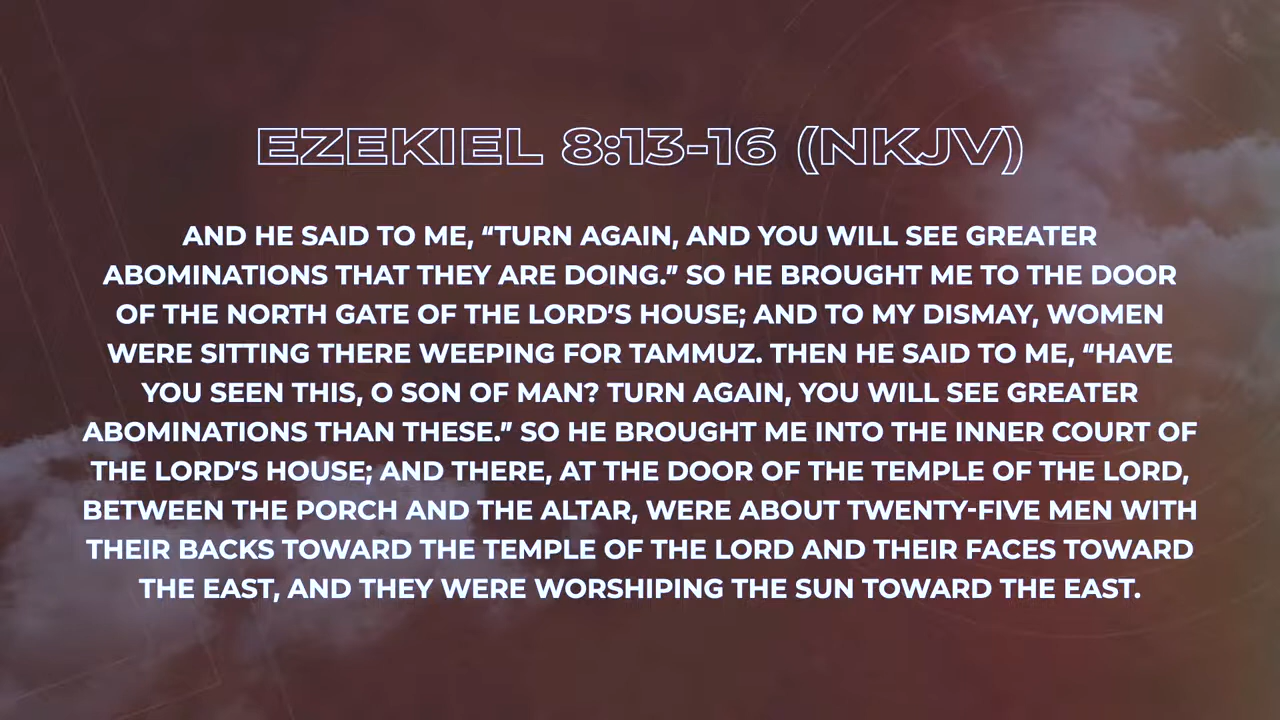 EZEKIEL 8:13-16 (NKJV)
AND HE SAID TO ME, “TURN AGAIN, AND YOU WILL SEE GREATER
ABOMINATIONS THAT THEY ARE DOING.” SO HE BROUGHT ME TO THE DOOR
OF THE NORTH GATE OF THE LORD’S HOUSE; AND TO MY DISMAY, WOMEN
WERE SITTING THERE WEEPING FOR TAMMUZ. THEN HE SAID TO ME, “HAVE
YOU SEEN THIS, O SON OF MAN? TURN AGAIN, YOU WILL SEE GREATER
ABOMINATIONS THAN THESE.” SO HE BROUGHT ME INTO THE INNER COURT OF
THE LORD’S HOUSE; AND THERE, AT THE DOOR OF THE TEMPLE OF THE LORD,
BETWEEN THE PORCH AND THE ALTAR, WERE ABOUT TWENTY-FIVE MEN WITH
THEIR BACKS TOWARD THE TEMPLE OF THE LORD AND THEIR FACES TOWARD
THE EAST, AND THEY WERE WORSHIPING THE SUN TOWARD THE EAST.